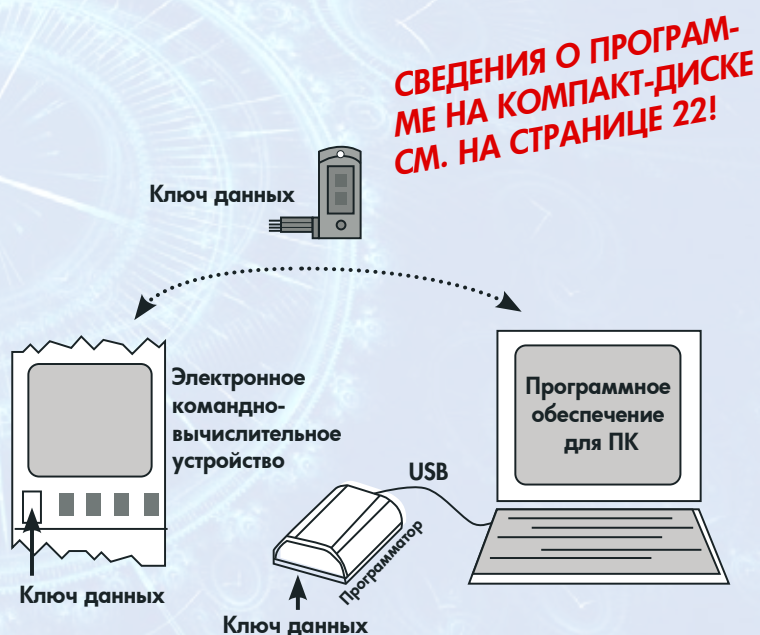 СВЕДЕНИЯ О ПРОГРАМ-
МЕ НА КОМПАКТ-ДИСКЕ
СМ. НА СТРАНИЦЕ 22!
Ключ данных
Электронное
командно-
вычислительное
устройство
Программное
обеспечение
для ПК
USB
Программатор
Ключ данных
Ключ данных